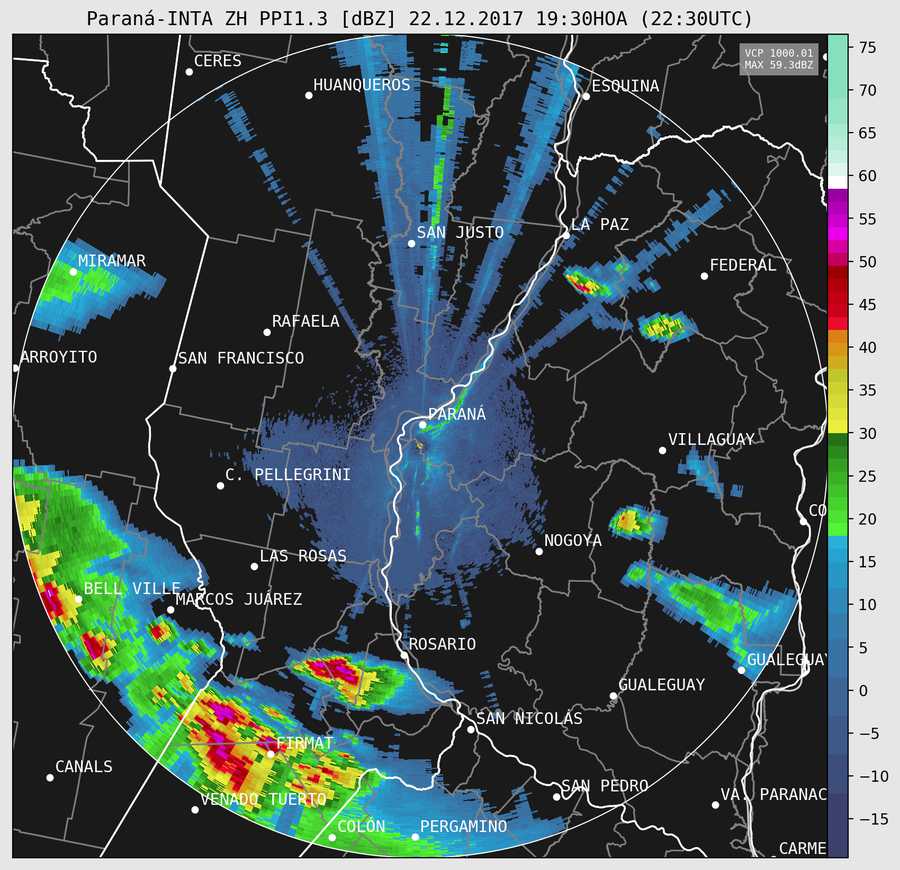 Paraná-INTA ZH PPI1.3 [dBZ] 22.12.2017 19:30HOA (22:30UTC)
VCP 1000.01
MAX 59.3dBZ
CERES
HUANQUEROS
ESQUINA
SAN JUSTO
LA PAZ
MIRAMAR
FEDERAL
RAFAELA
ARROYITO
SAN FRANCISCO
PARANÁ
VILLAGUAY
C. PELLEGRINI
CO
NOGOYA
LAS ROSAS
BELL VILLE
MARCOS JUÁREZ
ROSARIO
GUALEGUAY
GUALEGUAY
SAN NICOLÁS
FIRMAT
CANALS
SAN PEDRO
VA. PARANAC
VENADO TUERTO
COLÓN
PERGAMINO
CARME
75
70
65
60
55
50
45
40
35
30
25
20
15
10
5
0
−5
−10
−15